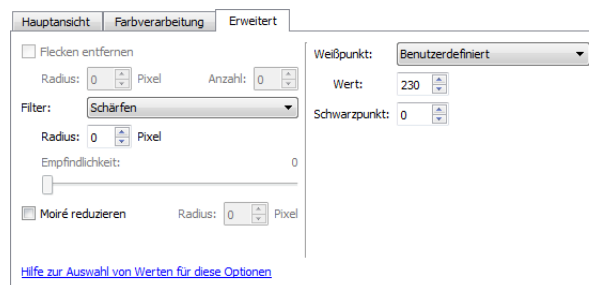 Hauptansicht Farbverarbeitung Erweitert
Flecken entfernen
Radius: 0 Pixel Anzahl: 0
Filter: Schärfen
Radius: 0 Pixel
Empfindlichkeit: 0
Moiré reduzieren Radius: 0 Pixel
Hilfe zur Auswahl von Werten für diese Optionen
Weißpunkt: Benutzerdefiniert
Wert: 230
Schwarzpunkt: 0